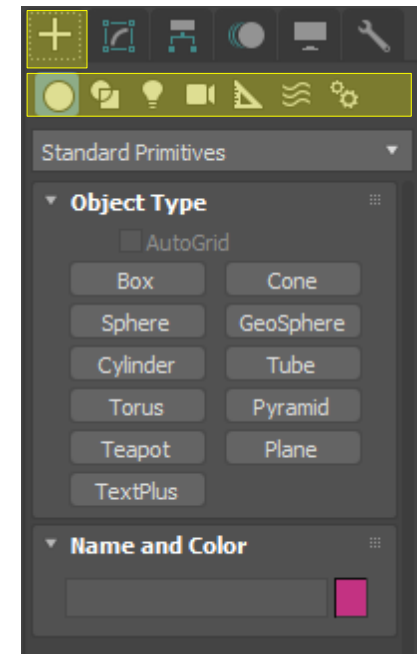 Standard Primitives
Object Type
AutoGrid
Box Cone
Sphere GeoSphere
Cylinder Tube
Torus Pyramid
Teapot Plane
TextPlus
Name and Color